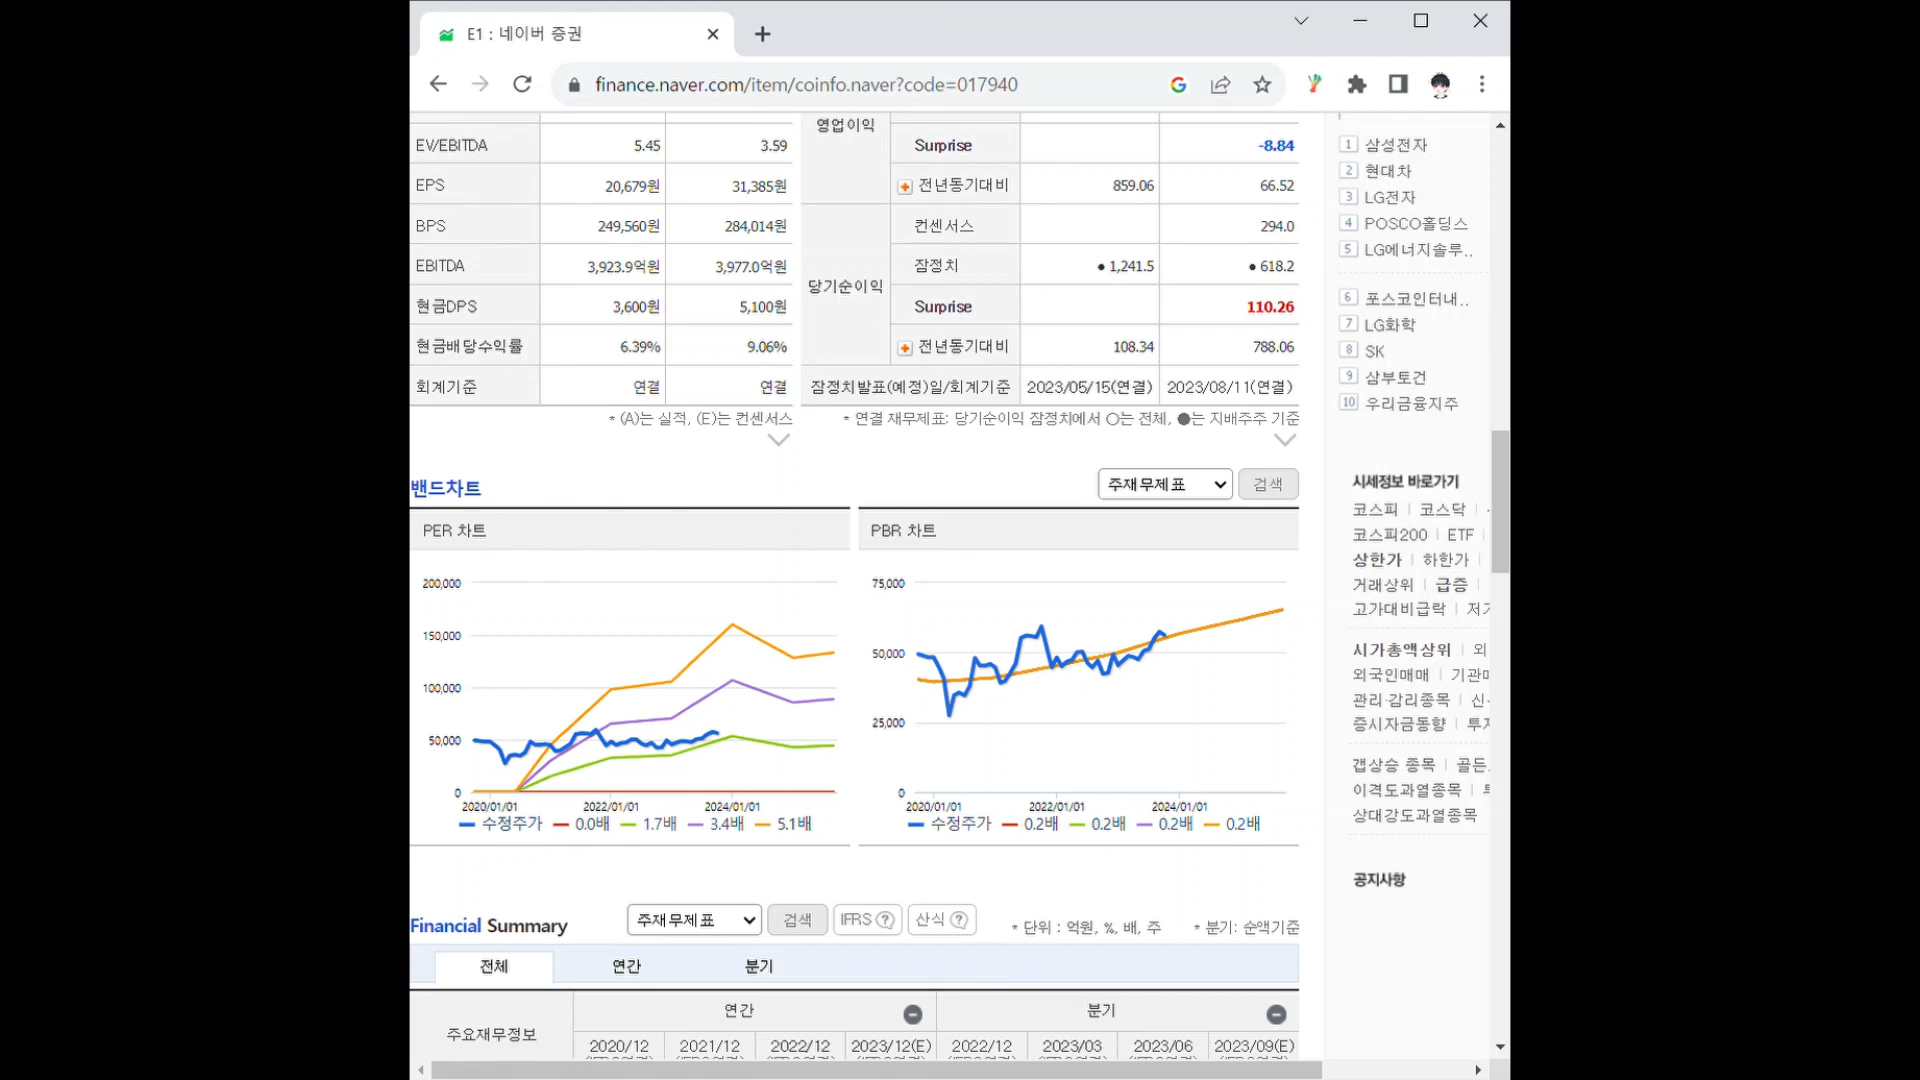 E1 : 네이버 증권
finance.naver.com/item/coinfo.naver?code=017940
EV/EBITDA 5.45 3.59
EPS 20,679원 31,385원
BPS 249,560원 284,014원
EBITDA 3,923.9억원 3,977.0억원
현금DPS 3,600원 5,100원
현금배당수익률 6.39% 9.06%
회계기준 연결 연결
* (A)는 실적, (E)는 컨센서스
영업이익
Surprise -8.84
전년동기대비 859.06 66.52
당기순이익
컨센서스 294.0
잠정치 ●1,241.5 ●618.2
Surprise 110.26
전년동기대비 108.34 788.06
잠정치발표(예정)일/회계기준 2023/05/15(연결) 2023/08/11(연결)
* 연결 재무제표: 당기순이익 잠정치에서 ○는 전체, ●는 지배주주 기준
밴드차트 주재무제표 검색
PER 차트
200,000
150,000
100,000
50,000
0
2020/01/01 2022/01/01 2024/01/01
수정주가 0.0배 1.7배 3.4배 5.1배
PBR 차트
75,000
50,000
25,000
0
2020/01/01 2022/01/01 2024/01/01
수정주가 0.2배 0.2배 0.2배 0.2배
Financial Summary 주재무제표 검색 IFRS ? 산식 ? * 단위 : 억원, %, 배, 주 * 분기: 순액기준
전체 연간 분기
주요재무정보 연간 분기
2020/12 2021/12 2022/12 2023/12(E) 2022/12 2023/03 2023/06 2023/09(E)
1 삼성전자
2 현대차
3 LG전자
4 POSCO홀딩스
5 LG에너지솔루..
6 포스코인터내..
7 LG화학
8 SK
9 삼부토건
10 우리금융지주
시세정보 바로가기
코스피 코스닥
코스피200 ETF
상한가 하한가
거래상위 급증
고가대비급락
시가총액상위 외
외국인매매
관리·감리종목
증시자금동향
갭상승 종목 골든
이격도과열종목
상대강도과열종목
공지사항